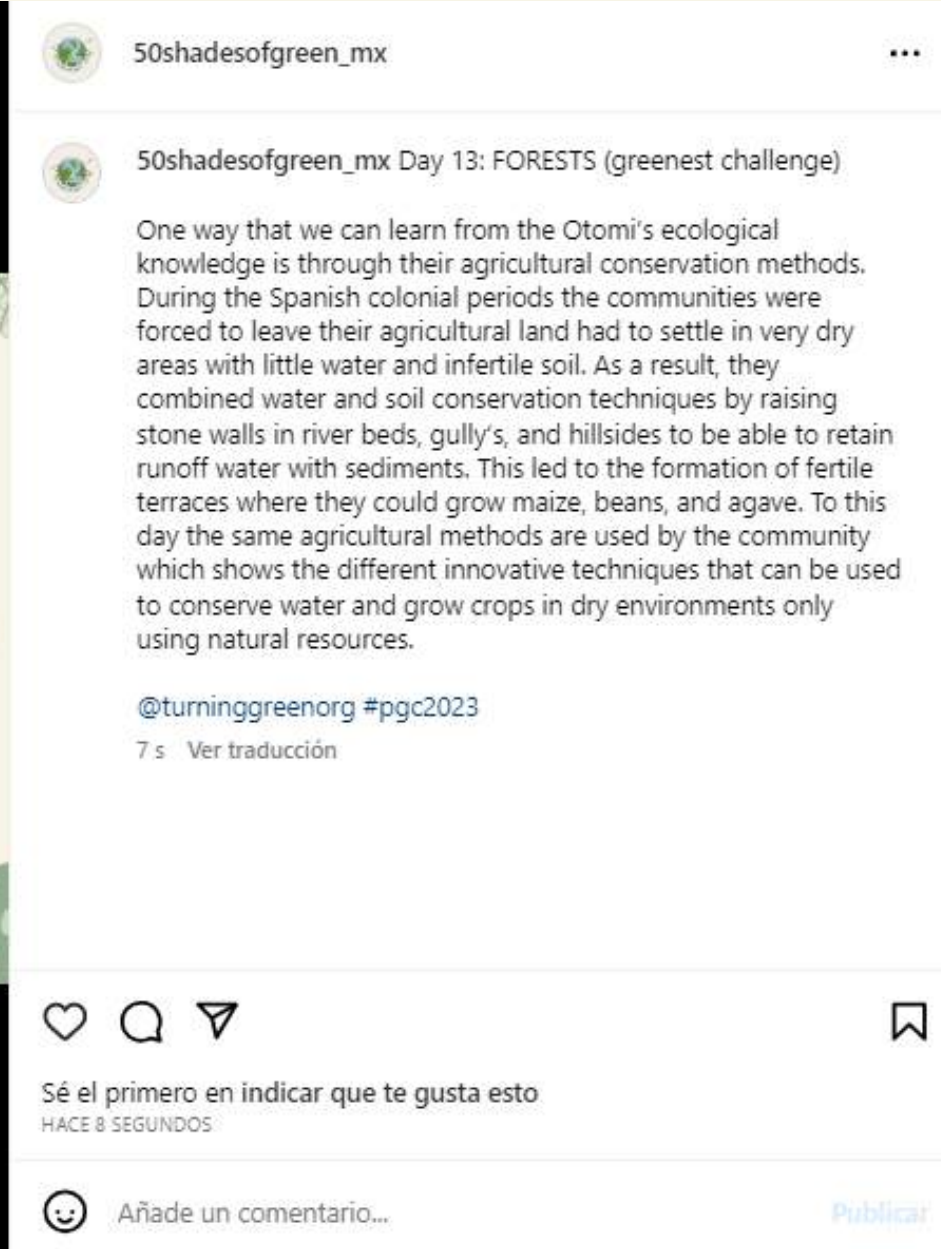 50shadesofgreen_mx
50shadesofgreen_mx Day 13: FORESTS (greenest challenge)
One way that we can learn from the Otomi's ecological
knowledge is through their agricultural conservation methods.
During the Spanish colonial periods the communities were
forced to leave their agricultural land had to settle in very dry
areas with little water and infertile soil. As a result, they
combined water and soil conservation techniques by raising
stone walls in river beds, gully's, and hillsides to be able to retain
runoff water with sediments. This led to the formation of fertile
terraces where they could grow maize, beans, and agave. To this
day the same agricultural methods are used by the community
which shows the different innovative techniques that can be used
to conserve water and grow crops in dry environments only
using natural resources.
@turninggreenorg #pgc2023
7 s Ver traducción
Sé el primero en indicar que te gusta esto
HACE 8 SEGUNDOS
Añade un comentario... Publicar